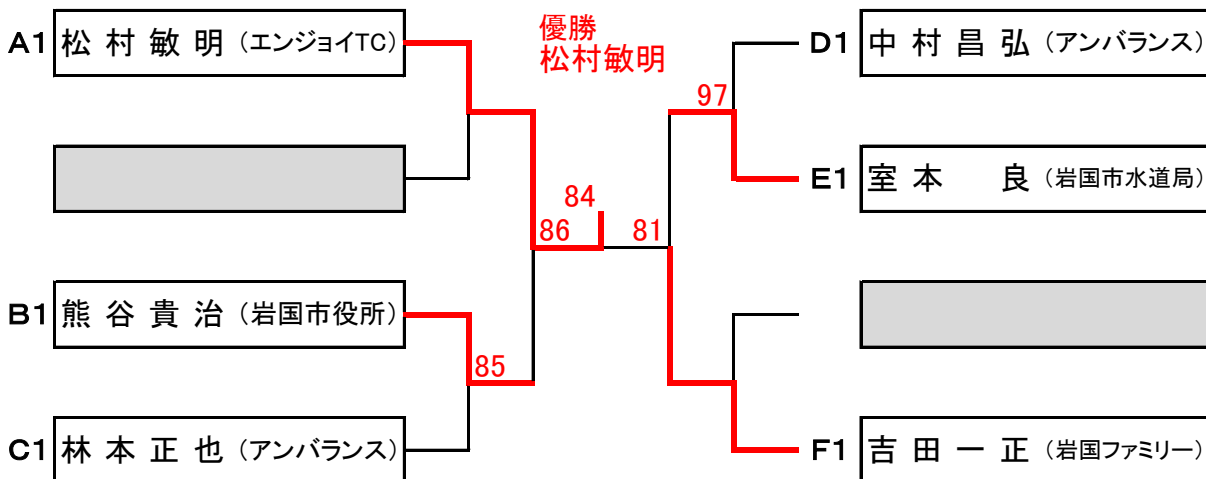 A1 松村敏明 (エンジョイTC)
優勝
松村敏明
D1 中村昌弘 (アンバランス)
97
E1 室本　良 (岩国市水道局)
84
86
81
B1 熊谷貴治 (岩国市役所)
85
C1 林本正也 (アンバランス)
F1 吉田一正 (岩国ファミリー)